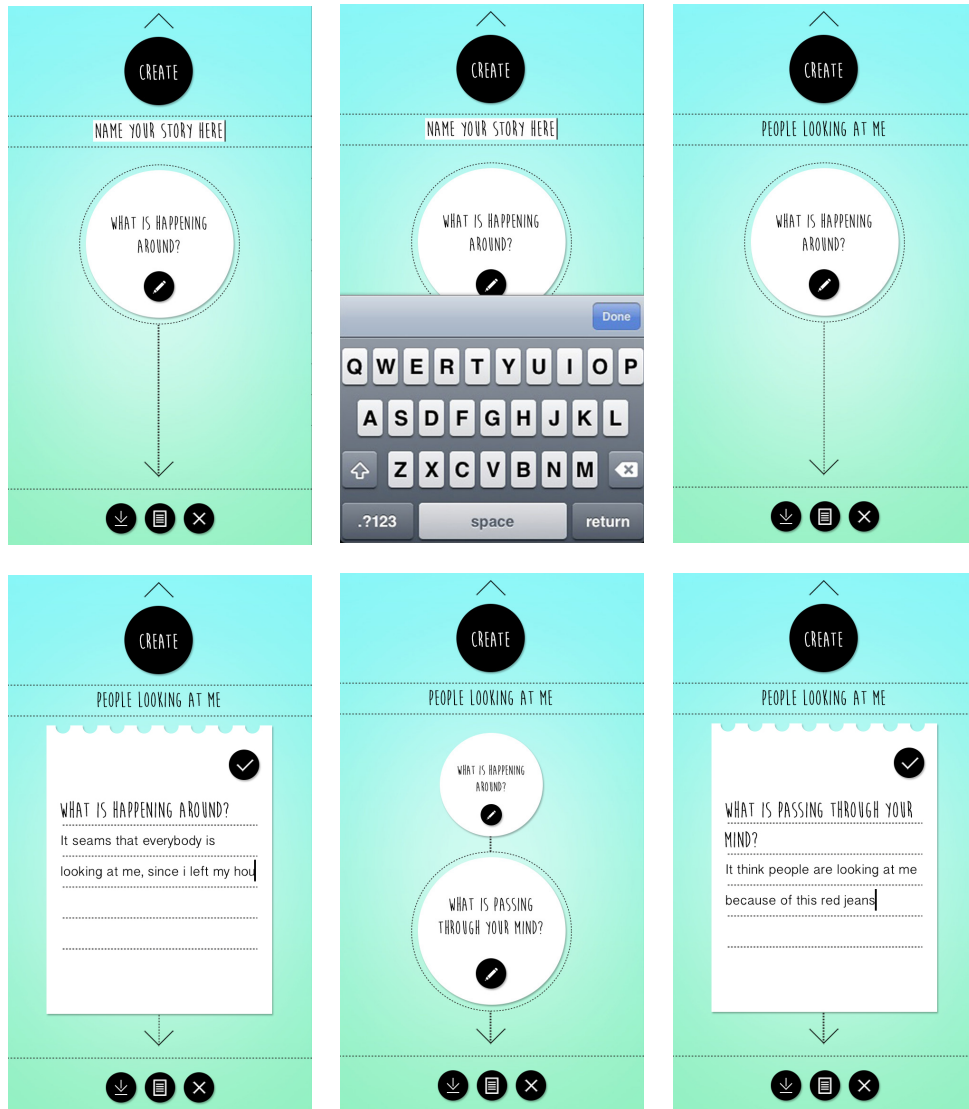 CREATE
NAME YOUR STORY HERE
WHAT IS HAPPENING
AROUND?
CREATE
NAME YOUR STORY HERE
WHAT IS HAPPENING
AROUND?
Done
Q W E R T Y U I O P
A S D F G H J K L
Z X C V B N M
.?123 space return
CREATE
PEOPLE LOOKING AT ME
WHAT IS HAPPENING
AROUND?
CREATE
PEOPLE LOOKING AT ME
WHAT IS HAPPENING AROUND?
It seams that everybody is
looking at me, since i left my hou
CREATE
PEOPLE LOOKING AT ME
WHAT IS HAPPENING
AROUND?
WHAT IS PASSING
THROUGH YOUR MIND?
CREATE
PEOPLE LOOKING AT ME
WHAT IS PASSING THROUGH YOUR
MIND?
It think people are looking at me
because of this red jeans